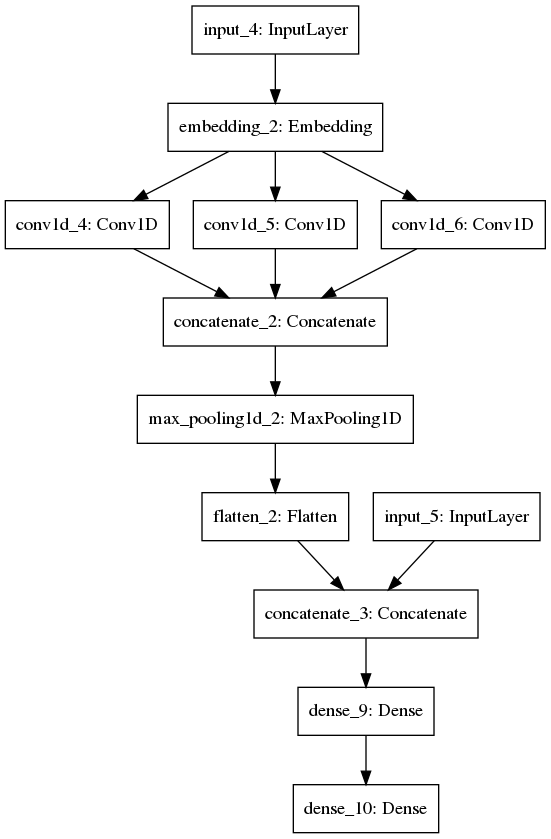 input_4: InputLayer
embedding_2: Embedding
conv1d_4: Conv1D
conv1d_5: Conv1D
conv1d_6: Conv1D
concatenate_2: Concatenate
max_pooling1d_2: MaxPooling1D
flatten_2: Flatten
input_5: InputLayer
concatenate_3: Concatenate
dense_9: Dense
dense_10: Dense